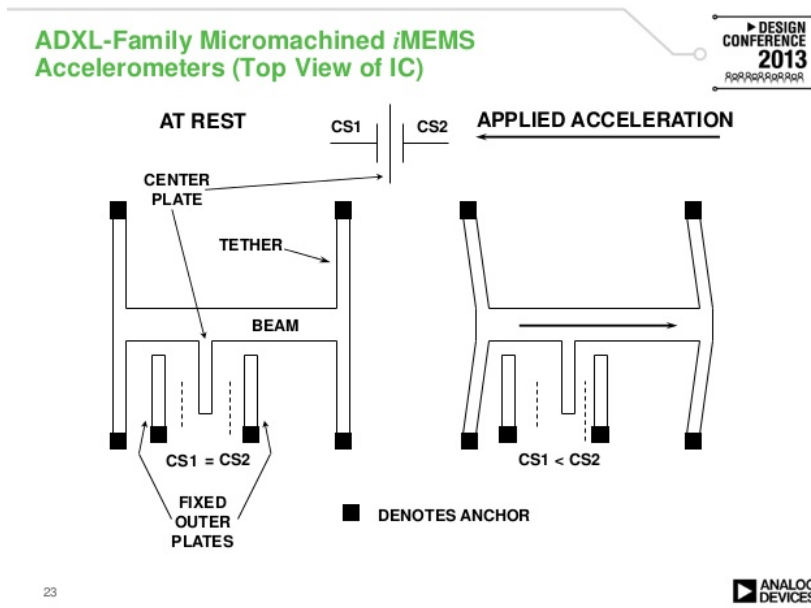 ADXL-Family Micromachined iMEMS
Accelerometers (Top View of IC)
DESIGN
CONFERENCE
2013
AT REST
CS1
CS2
APPLIED ACCELERATION
CENTER
PLATE
TETHER
BEAM
CS1 = CS2
CS1 < CS2
FIXED
OUTER
PLATES
DENOTES ANCHOR
23
ANALOG
DEVICES